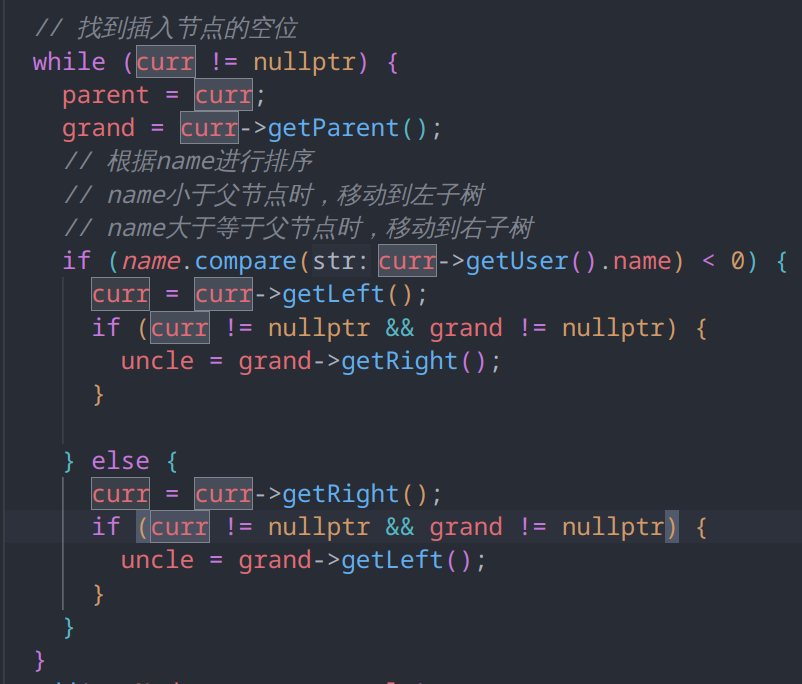 // 找到插入节点的空位
while (curr != nullptr) {
parent = curr;
grand = curr->getParent();
// 根据name进行排序
// name小于父节点时，移动到左子树
// name大于等于父节点时，移动到右子树
if (name.compare(str: curr->getUser().name) < 0) {
curr = curr->getLeft();
if (curr != nullptr && grand != nullptr) {
uncle = grand->getRight();
}
} else {
curr = curr->getRight();
if (curr != nullptr && grand != nullptr) {
uncle = grand->getLeft();
}
}
}